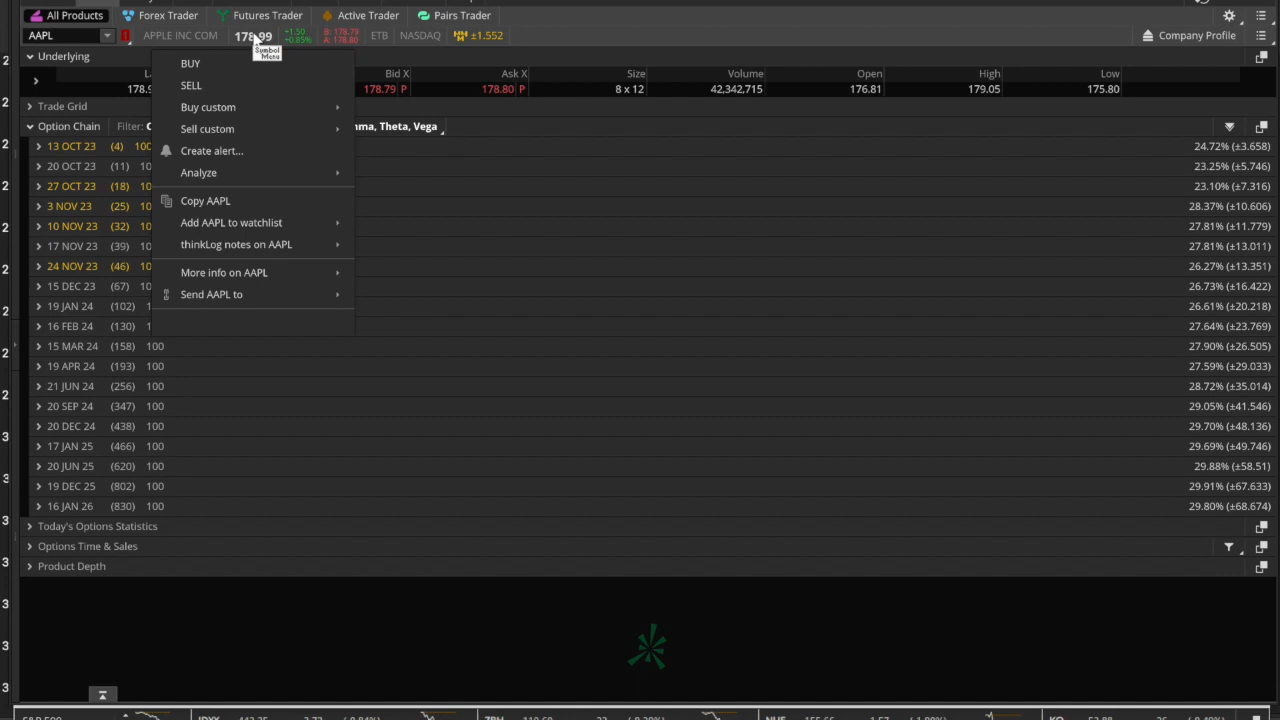 All Products Forex Trader Futures Trader Active Trader Pairs Trader
AAPL 1 APPLE INC COM 178.99 +1.50 +0.85% B: 178.79 A: 178.80 ETB NASDAQ ±1.552 Company Profile
Symbol Menu
Underlying
Bid X Ask X Size Volume Open High Low
178.79 P 178.80 P 8 x 12 42,342,715 176.81 179.05 175.80
Trade Grid
Option Chain Filter: Theta, Vega
BUY
SELL
Buy custom
Sell custom
Create alert...
Analyze
Copy AAPL
Add AAPL to watchlist
thinkLog notes on AAPL
More info on AAPL
Send AAPL to
13 OCT 23 (4) 100 24.72% (±3.658)
20 OCT 23 (11) 23.25% (±5.746)
27 OCT 23 (18) 23.10% (±7.316)
3 NOV 23 (25) 28.37% (±10.606)
10 NOV 23 (32) 27.81% (±11.779)
17 NOV 23 (39) 27.81% (±13.011)
24 NOV 23 (46) 26.27% (±13.351)
15 DEC 23 (67) 26.73% (±16.422)
19 JAN 24 (102) 26.61% (±20.218)
16 FEB 24 (130) 27.64% (±23.769)
15 MAR 24 (158) 100 27.90% (±26.505)
19 APR 24 (193) 100 27.59% (±29.033)
21 JUN 24 (256) 100 28.72% (±35.014)
20 SEP 24 (347) 100 29.05% (±41.546)
20 DEC 24 (438) 100 29.70% (±48.136)
17 JAN 25 (466) 100 29.69% (±49.746)
20 JUN 25 (620) 100 29.88% (±58.51)
19 DEC 25 (802) 100 29.91% (±67.633)
16 JAN 26 (830) 100 29.80% (±68.674)
Today's Options Statistics
Options Time & Sales
Product Depth